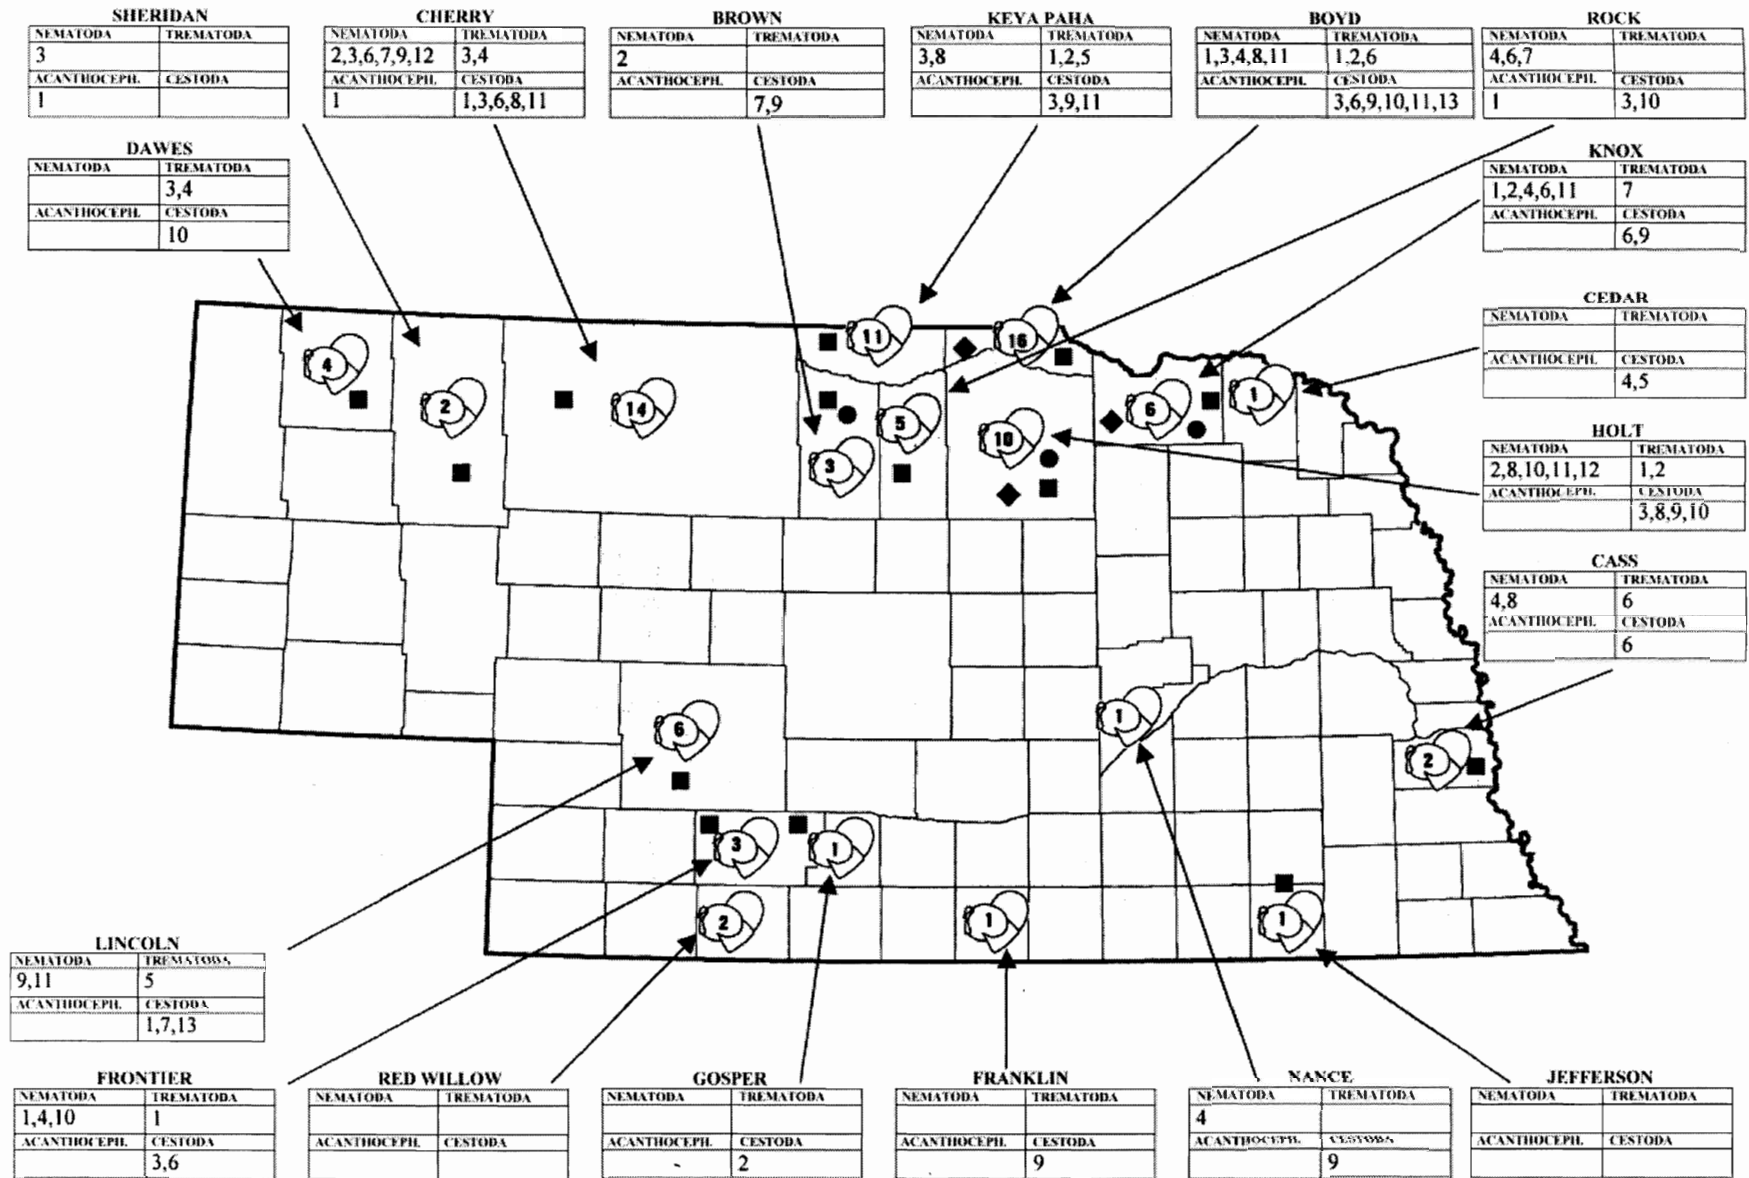 SHERIDAN
NEMATODA TREMATODA
3
ACANTHOCEPH. CESTODA
1
CHERRY
NEMATODA TREMATODA
2,3,6,7,9,12 3,4
ACANTHOCEPH. CESTODA
1 1,3,6,8,11
BROWN
NEMATODA TREMATODA
2
ACANTHOCEPH. CESTODA
7,9
KEYA PAHA
NEMATODA TREMATODA
3,8 1,2,5
ACANTHOCEPH. CESTODA
3,9,11
BOYD
NEMATODA TREMATODA
1,3,4,8,11 1,2,6
ACANTHOCEPH. CESTODA
3,6,9,10,11,13
ROCK
NEMATODA TREMATODA
4,6,7
ACANTHOCEPH. CESTODA
1 3,10
DAWES
NEMATODA TREMATODA
3,4
ACANTHOCEPH. CESTODA
10
KNOX
NEMATODA TREMATODA
1,2,4,6,11 7
ACANTHOCEPH. CESTODA
6,9
CEDAR
NEMATODA TREMATODA
ACANTHOCEPH. CESTODA
4,5
HOLT
NEMATODA TREMATODA
2,8,10,11,12 1,2
ACANTHOCEPH. CESTODA
3,8,9,10
CASS
NEMATODA TREMATODA
4,8 6
ACANTHOCEPH. CESTODA
6
11
16
4
2
14
5
6
1
10
3
6
1
2
3
1
2
1
1
LINCOLN
NEMATODA TREMATODA
9,11 5
ACANTHOCEPH. CESTODA
1,7,13
FRONTIER
NEMATODA TREMATODA
1,4,10 1
ACANTHOCEPH. CESTODA
3,6
RED WILLOW
NEMATODA TREMATODA
ACANTHOCEPH. CESTODA
GOSPER
NEMATODA TREMATODA
ACANTHOCEPH. CESTODA
- 2
FRANKLIN
NEMATODA TREMATODA
ACANTHOCEPH. CESTODA
9
NANCE
NEMATODA TREMATODA
4
ACANTHOCEPH. CESTODA
9
JEFFERSON
NEMATODA TREMATODA
ACANTHOCEPH. CESTODA